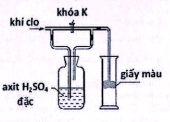 khóa K
khí clo
giấy màu
axit H₂SO₄
đặc